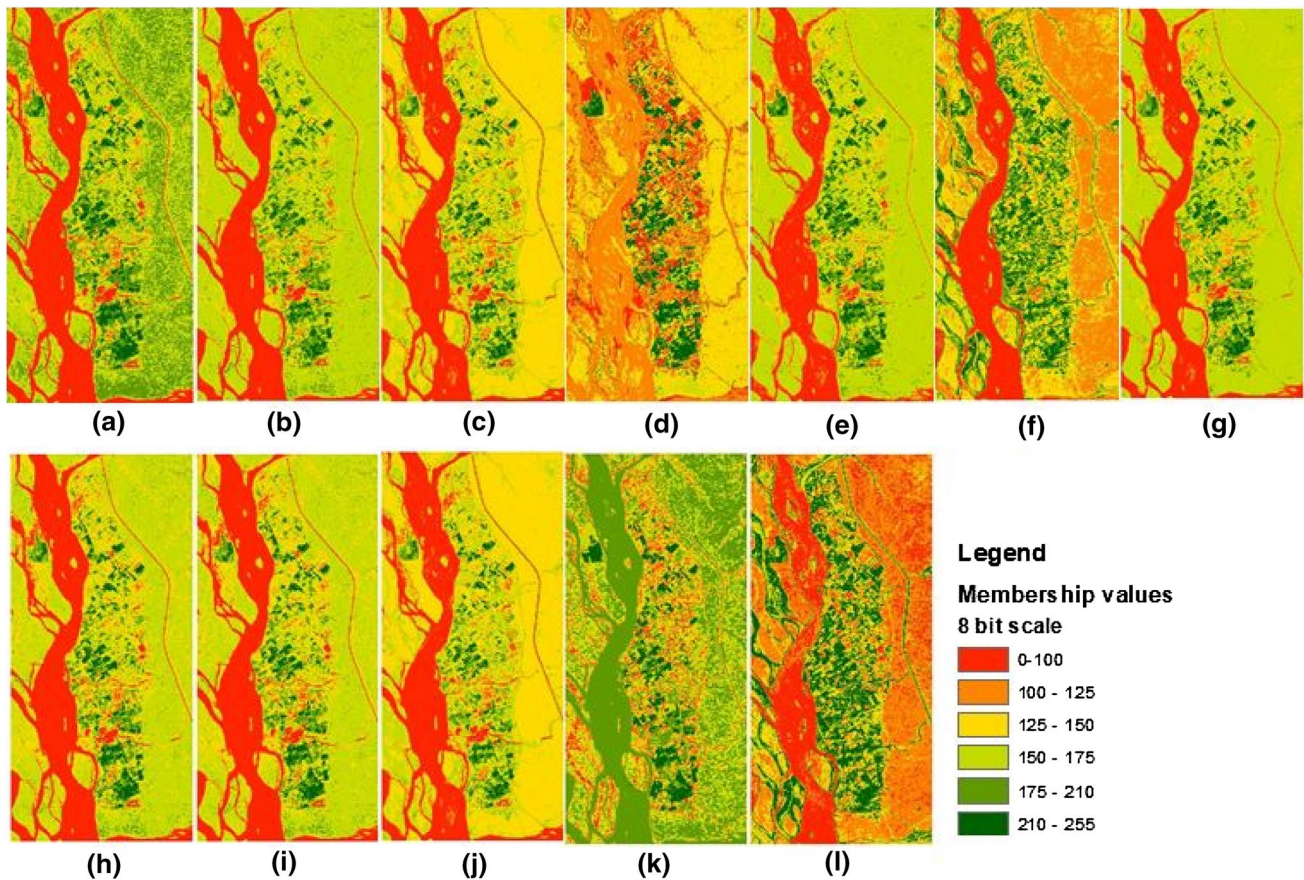 (a) (b) (c) (d) (e) (f) (g)
(h) (i) (j) (k) (l)
Legend
Membership values
8 bit scale
0-100
100 - 125
125 - 150
150 - 175
175 - 210
210 - 255